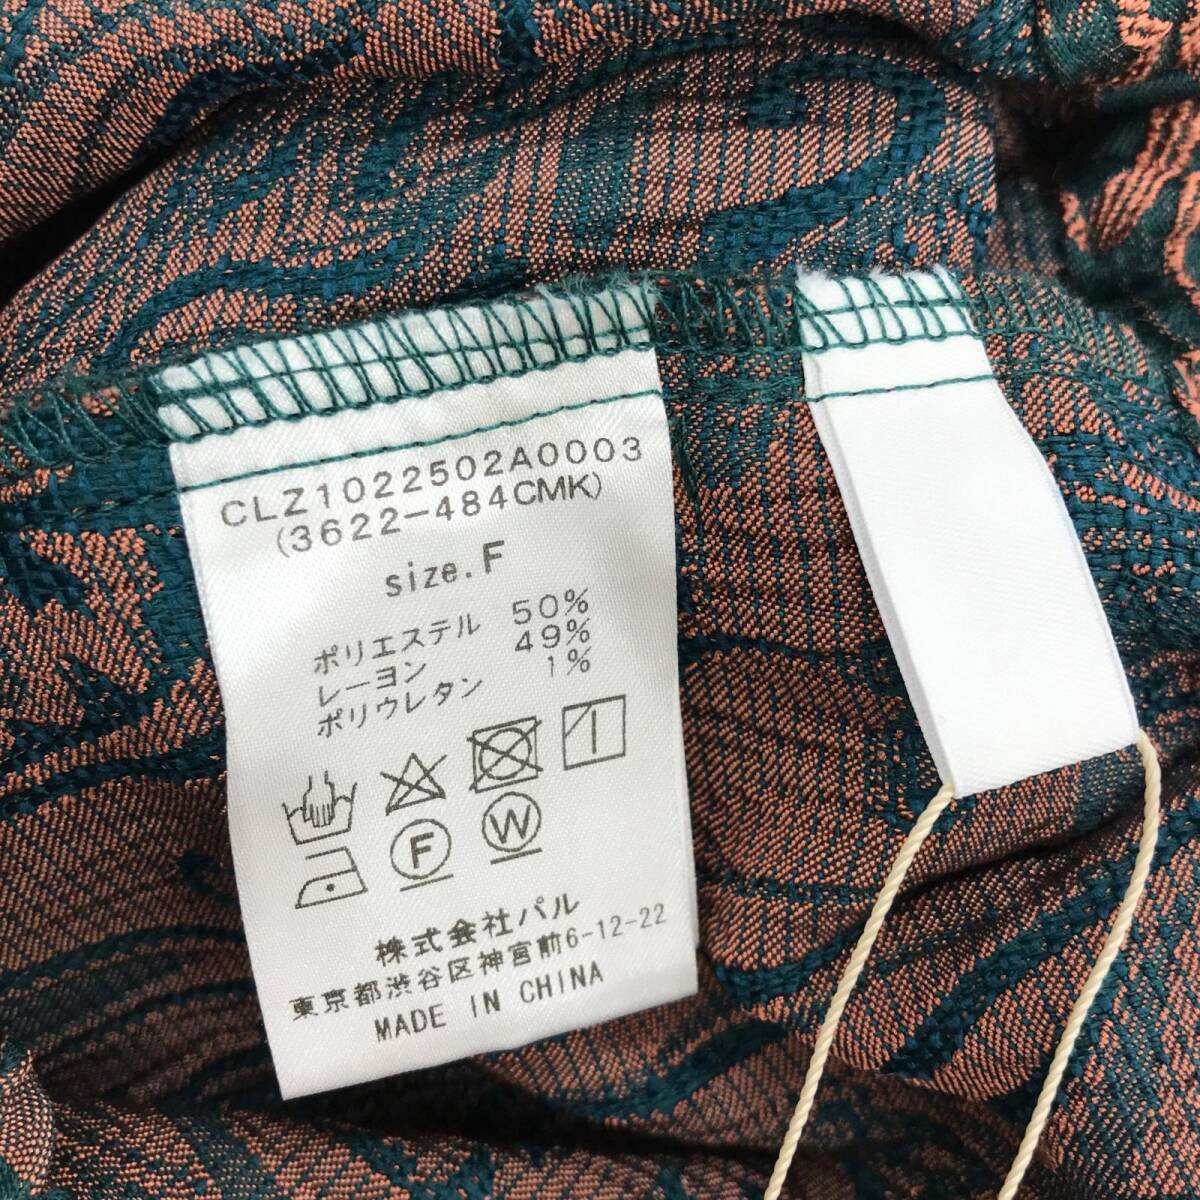 CLZ1022502A0003
(3622-484CMK)
size.F
ポリエステル 50%
レーヨン 49%
ポリウレタン 1%
F W
株式会社パル
東京都渋谷区神宮前6-12-22
MADE IN CHINA